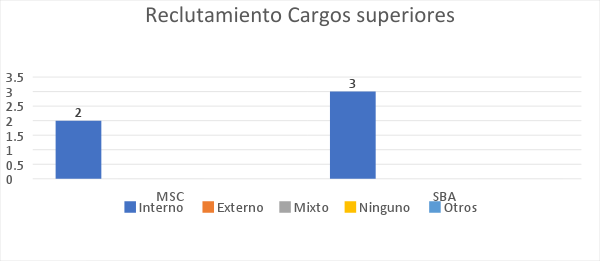 Reclutamiento Cargos superiores
3.5
3
2.5
2
1.5
1
0.5
0
2
3
MSC
SBA
Interno Externo Mixto Ninguno Otros